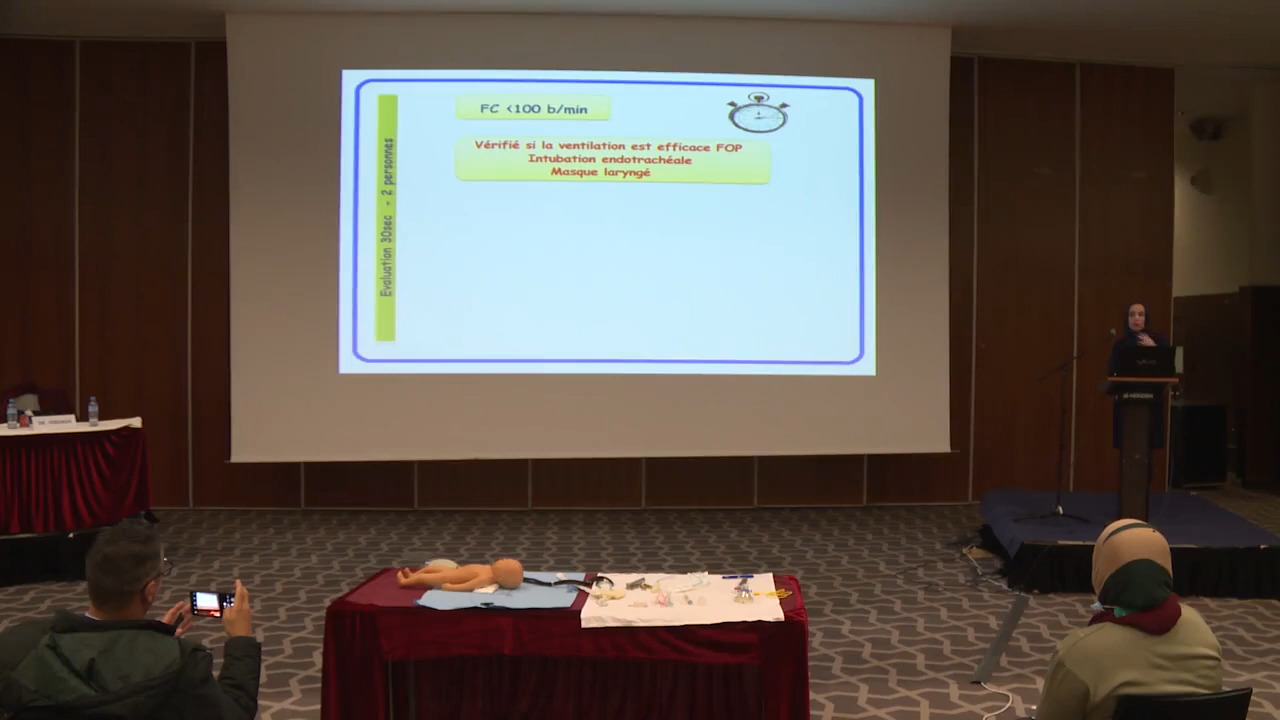 FC <100 b/min
Vérifié si la ventilation est efficace FOP
Intubation endotrachéale
Masque laryngé
Evaluation 30sec - 2 personnes